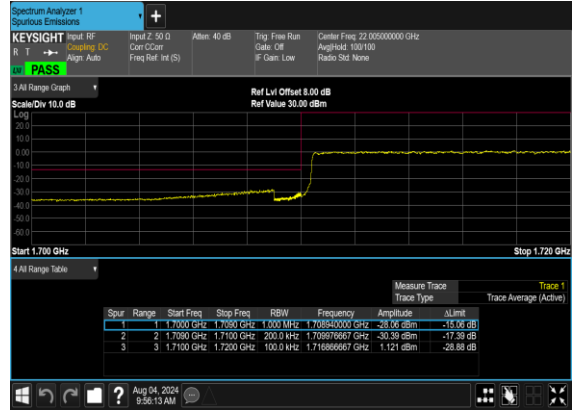 Spectrum Analyzer 1
Spurious Emissions
+
KEYSIGHT Input: RF Input Z: 50 Ω Atten: 40 dB Trig: Free Run Center Freq: 22.005000000 GHz
R T Coupling: DC Corr CCorr Gate: Off Avg|Hold: 100/100
Align: Auto Freq Ref: Int (S) IF Gain: Low Radio Std: None
PASS
3 All Range Graph
Ref Lvl Offset 8.00 dB
Scale/Div 10.0 dB Ref Value 30.00 dBm
Log
20.0
10.0
0.00
-10.0
-20.0
-30.0
-40.0
-50.0
-60.0
Start 1.700 GHz Stop 1.720 GHz
4 All Range Table
Measure Trace Trace 1
Trace Type Trace Average (Active)
Spur Range Start Freq Stop Freq RBW Frequency Amplitude ΔLimit
1 1 1.7000 GHz 1.7090 GHz 1.000 MHz 1.708940000 GHz -28.06 dBm -15.06 dB
2 2 1.7090 GHz 1.7100 GHz 200.0 kHz 1.709976667 GHz -30.39 dBm -17.39 dB
3 3 1.7100 GHz 1.7200 GHz 100.0 kHz 1.716866667 GHz 1.121 dBm -28.88 dB
? Aug 04, 2024
9:56:13 AM